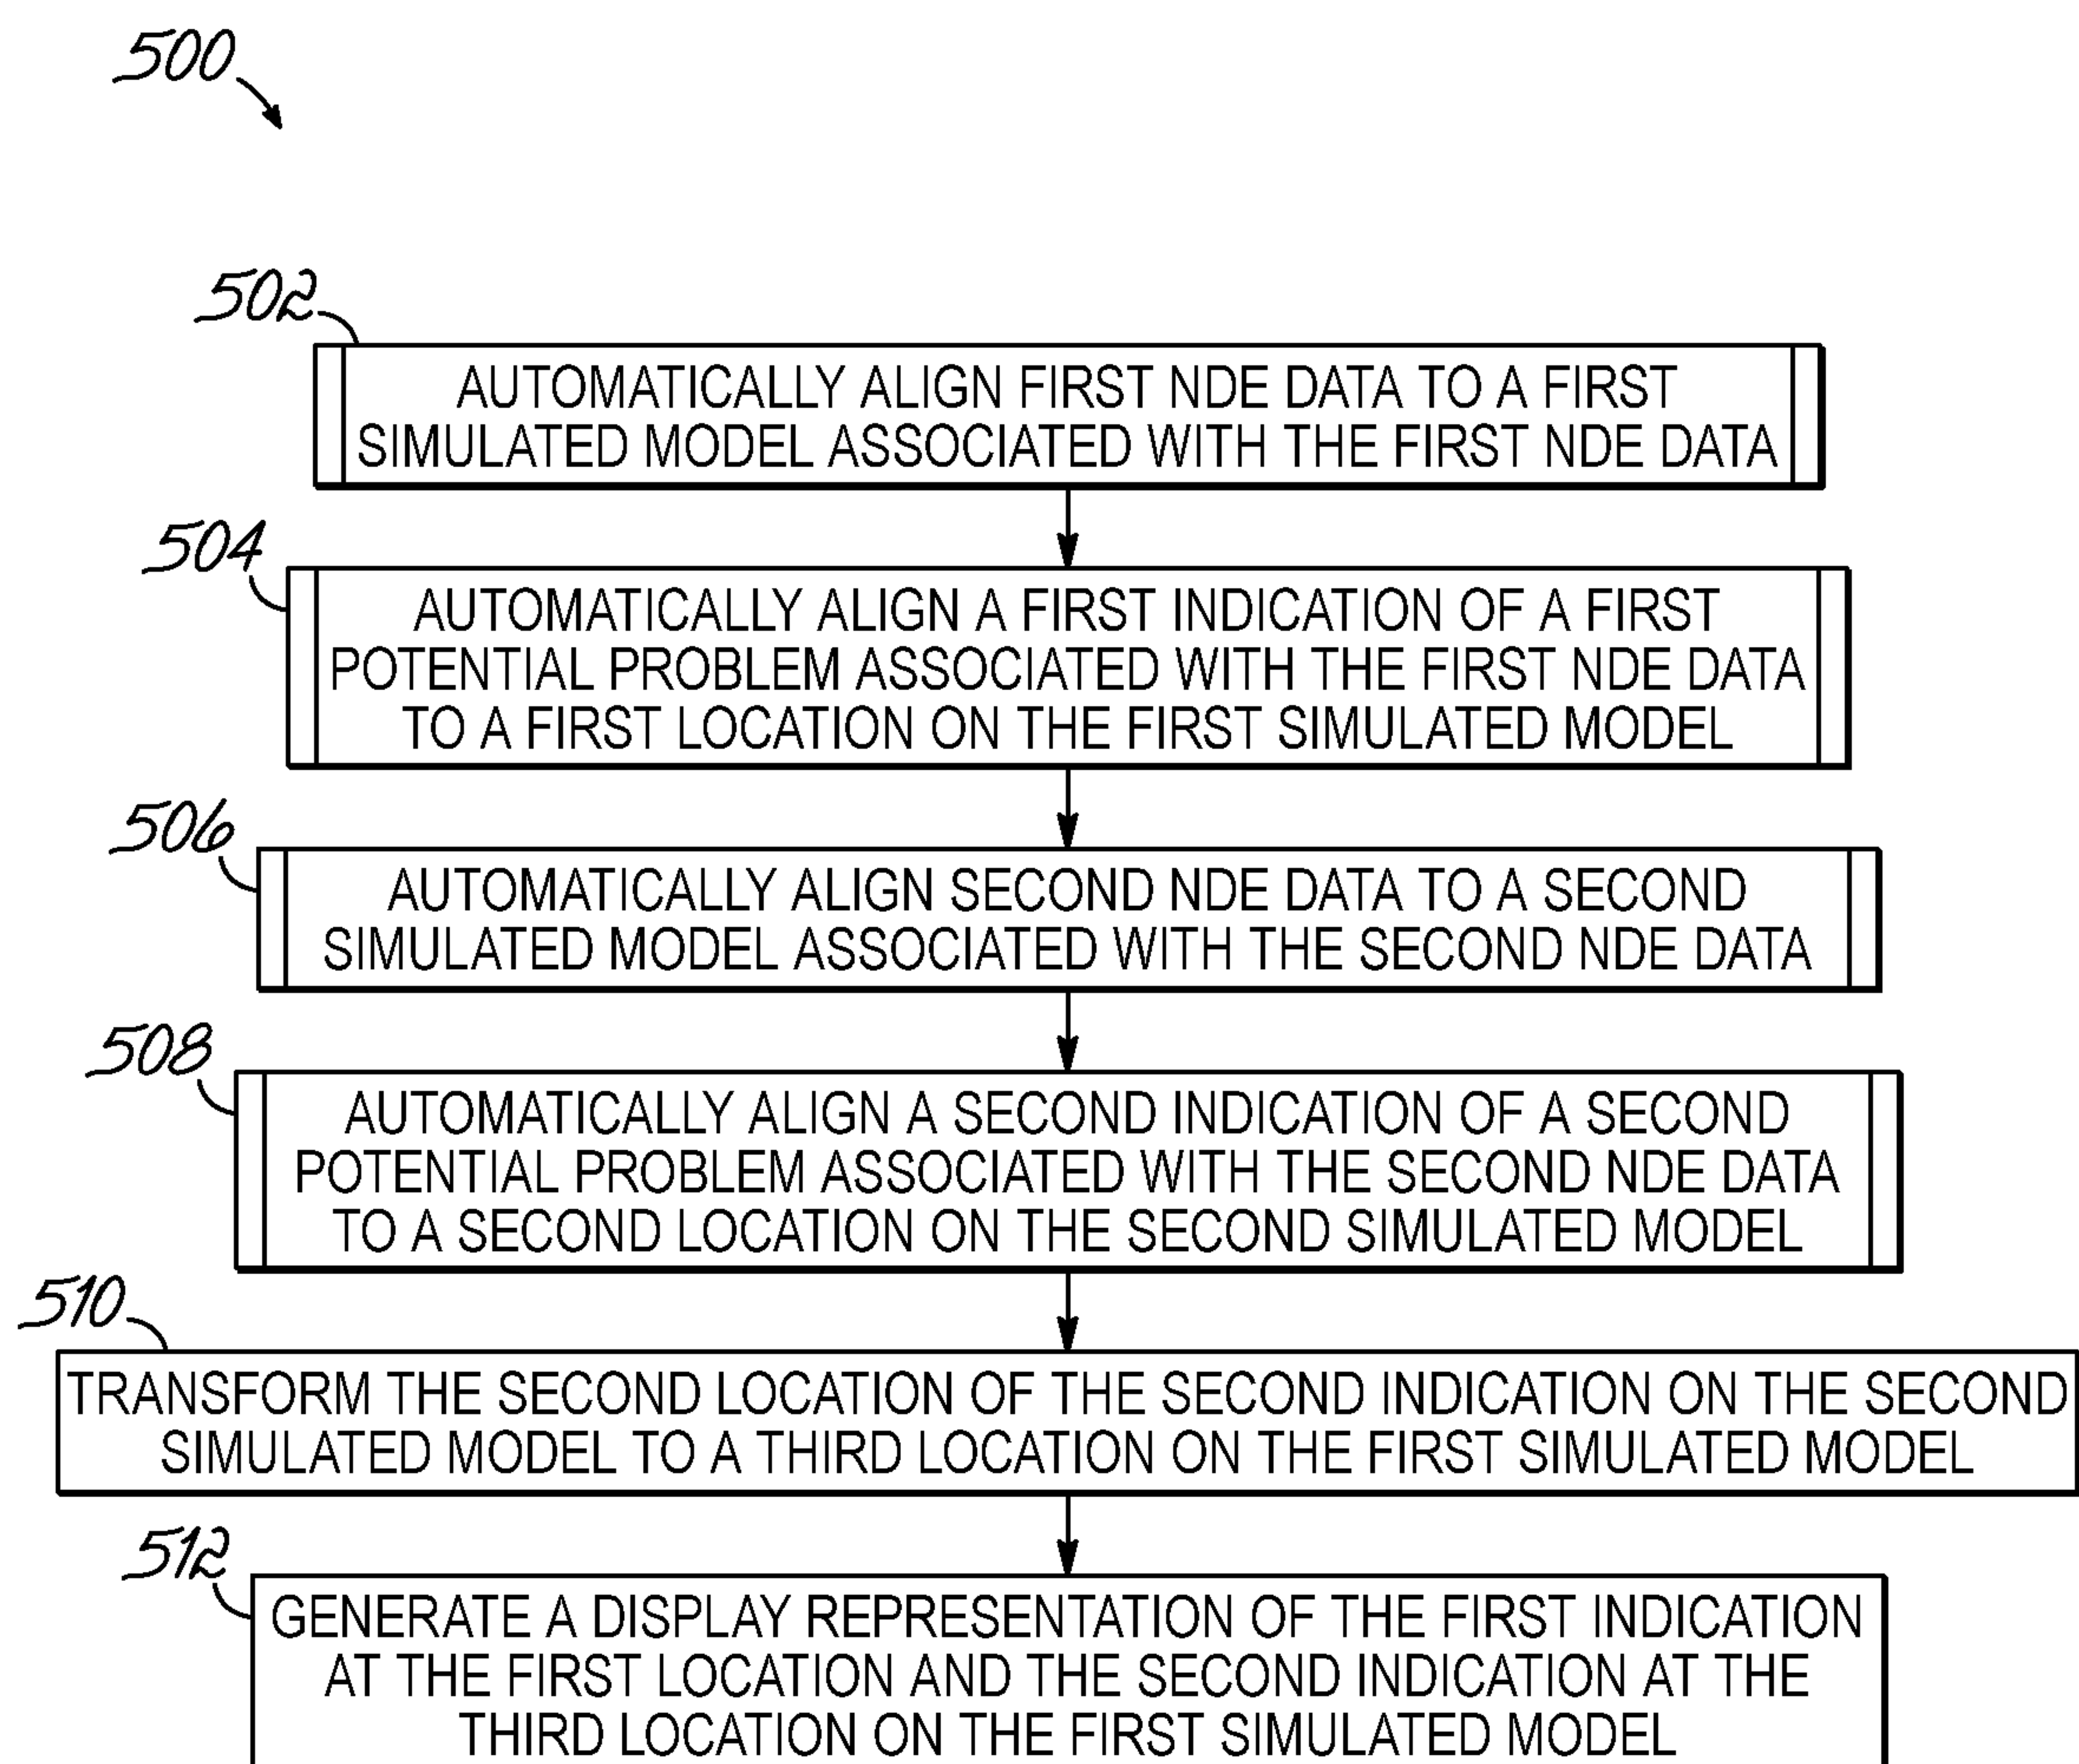 500
502
AUTOMATICALLY ALIGN FIRST NDE DATA TO A FIRST
SIMULATED MODEL ASSOCIATED WITH THE FIRST NDE DATA
504
AUTOMATICALLY ALIGN A FIRST INDICATION OF A FIRST
POTENTIAL PROBLEM ASSOCIATED WITH THE FIRST NDE DATA
TO A FIRST LOCATION ON THE FIRST SIMULATED MODEL
506
AUTOMATICALLY ALIGN SECOND NDE DATA TO A SECOND
SIMULATED MODEL ASSOCIATED WITH THE SECOND NDE DATA
508
AUTOMATICALLY ALIGN A SECOND INDICATION OF A SECOND
POTENTIAL PROBLEM ASSOCIATED WITH THE SECOND NDE DATA
TO A SECOND LOCATION ON THE SECOND SIMULATED MODEL
510
TRANSFORM THE SECOND LOCATION OF THE SECOND INDICATION ON THE SECOND
SIMULATED MODEL TO A THIRD LOCATION ON THE FIRST SIMULATED MODEL
512
GENERATE A DISPLAY REPRESENTATION OF THE FIRST INDICATION
AT THE FIRST LOCATION AND THE SECOND INDICATION AT THE
THIRD LOCATION ON THE FIRST SIMULATED MODEL